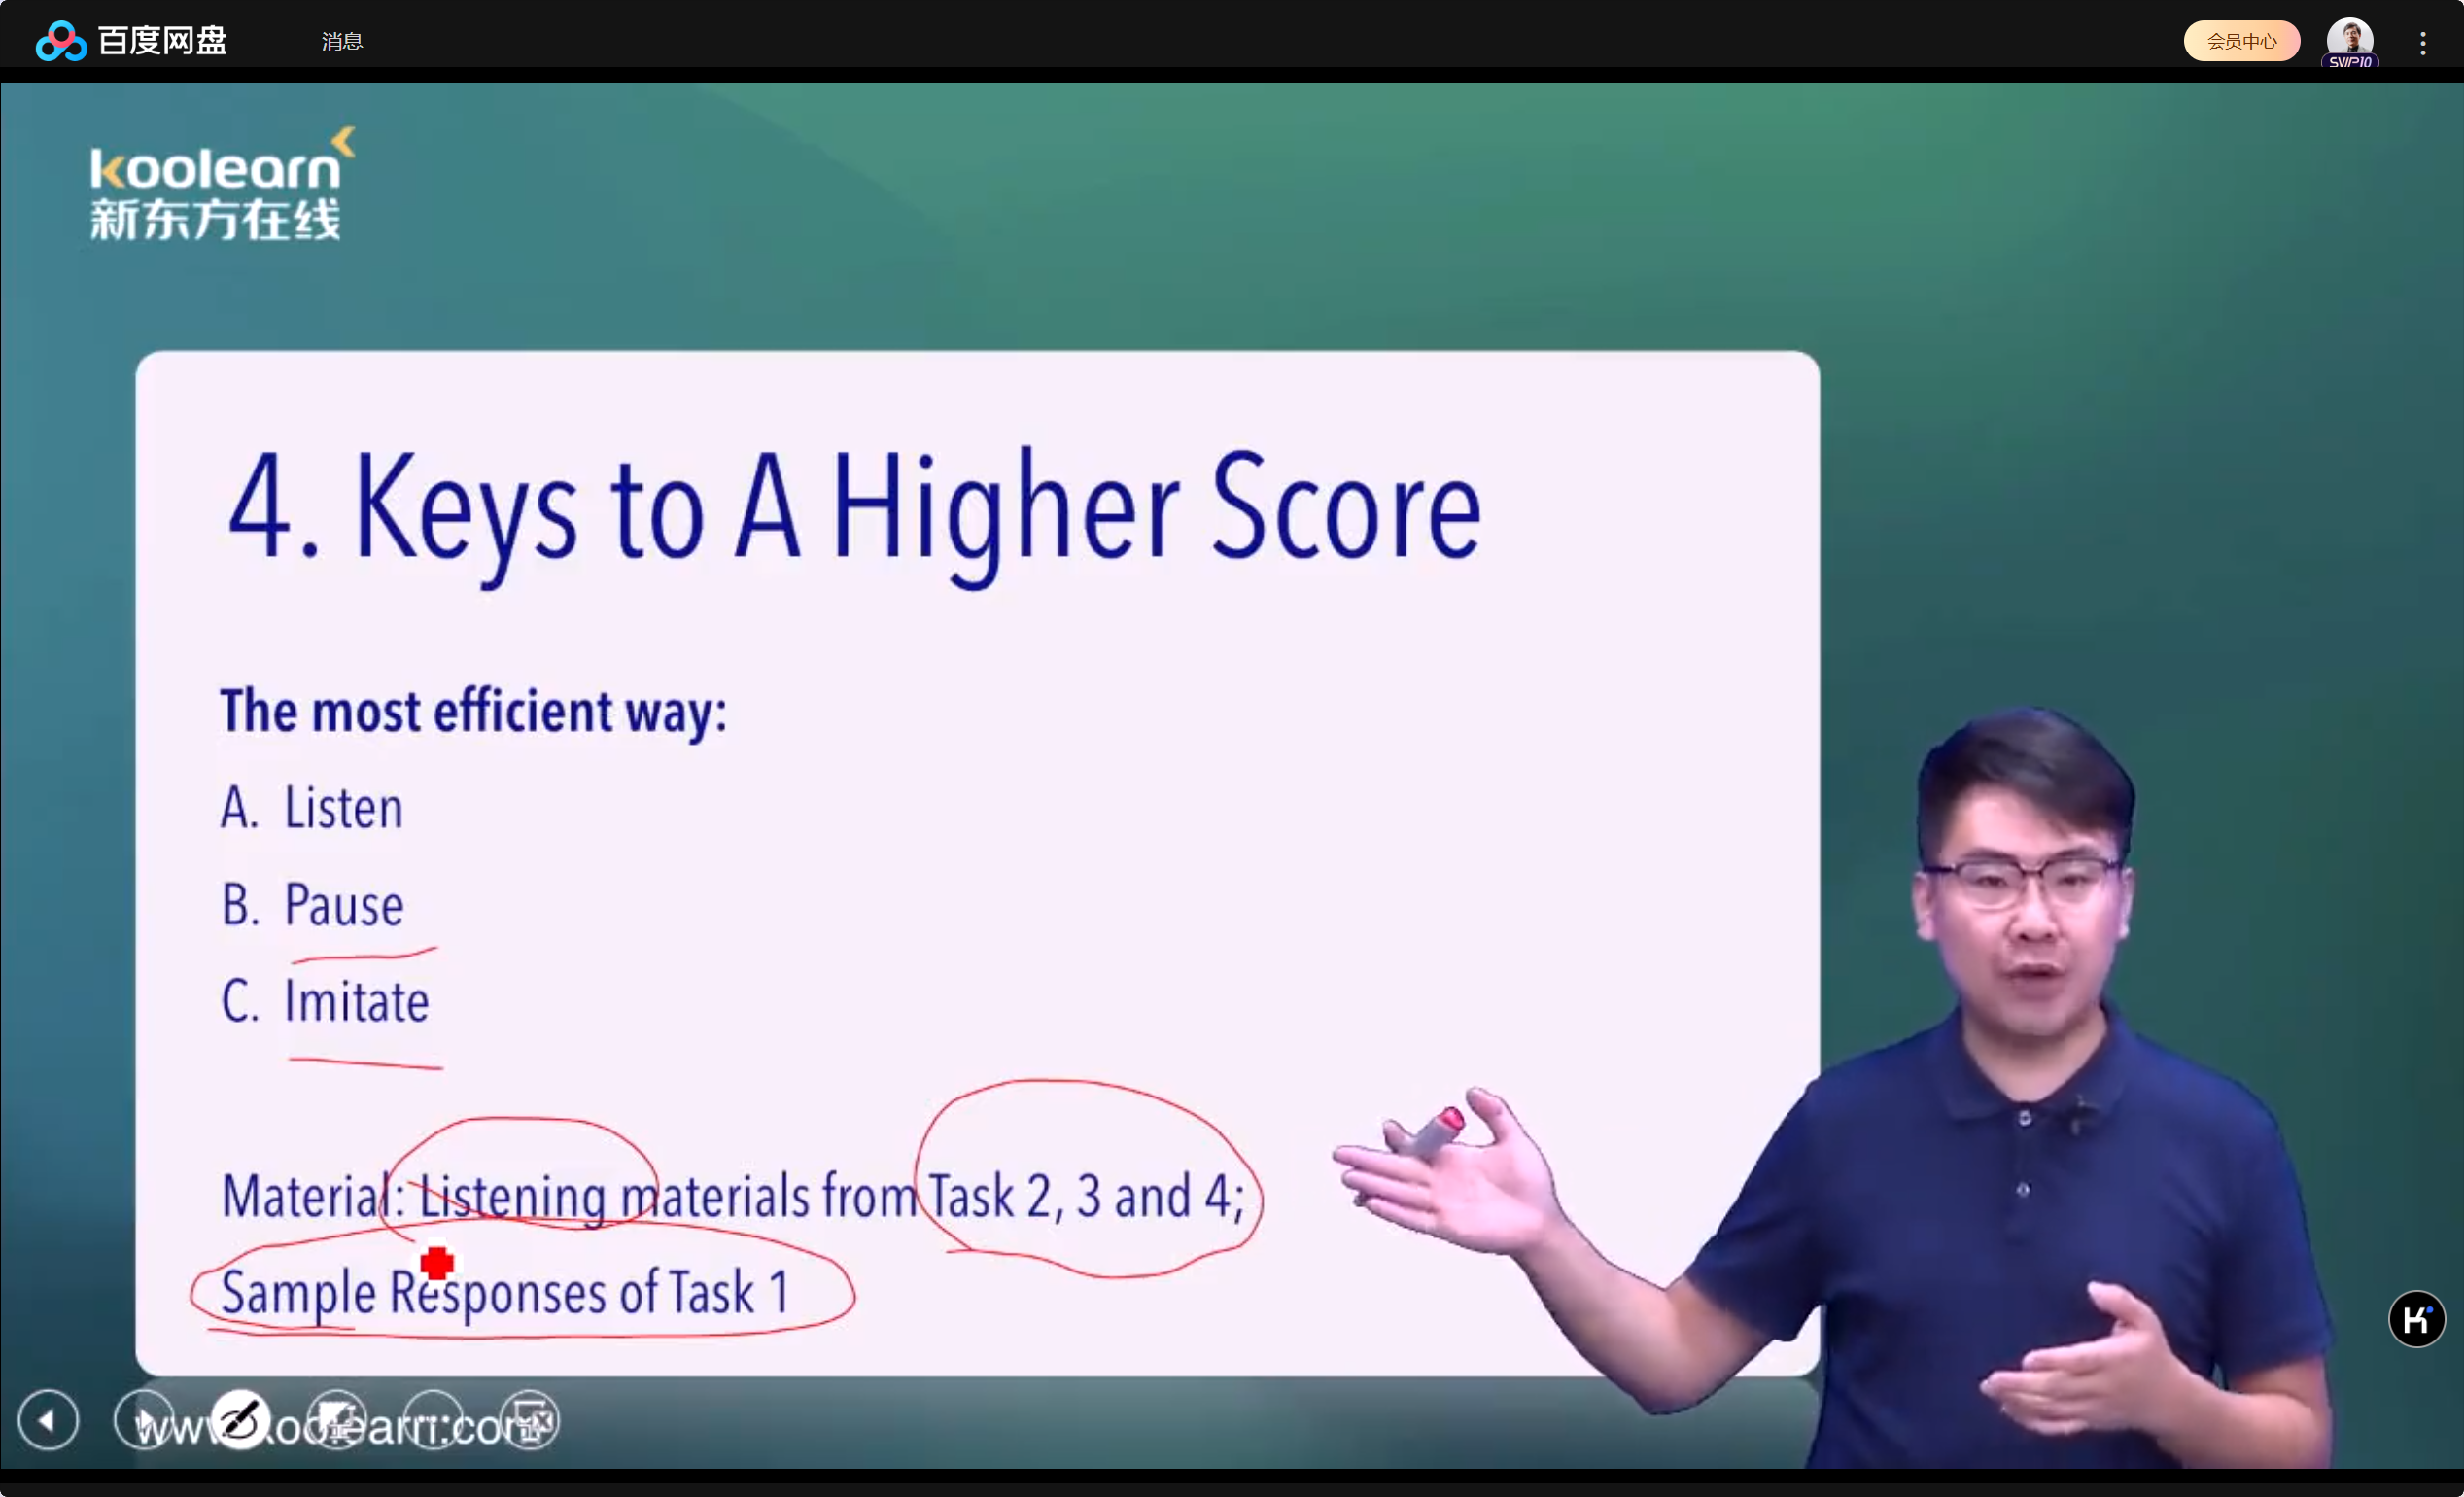 百度网盘
消息
会员中心
SVIP10
koolearn
新东方在线
4. Keys to A Higher Score
The most efficient way:
A. Listen
B. Pause
C. Imitate
Material: Listening materials from Task 2, 3 and 4;
Sample Responses of Task 1
www.koolearn.com
K